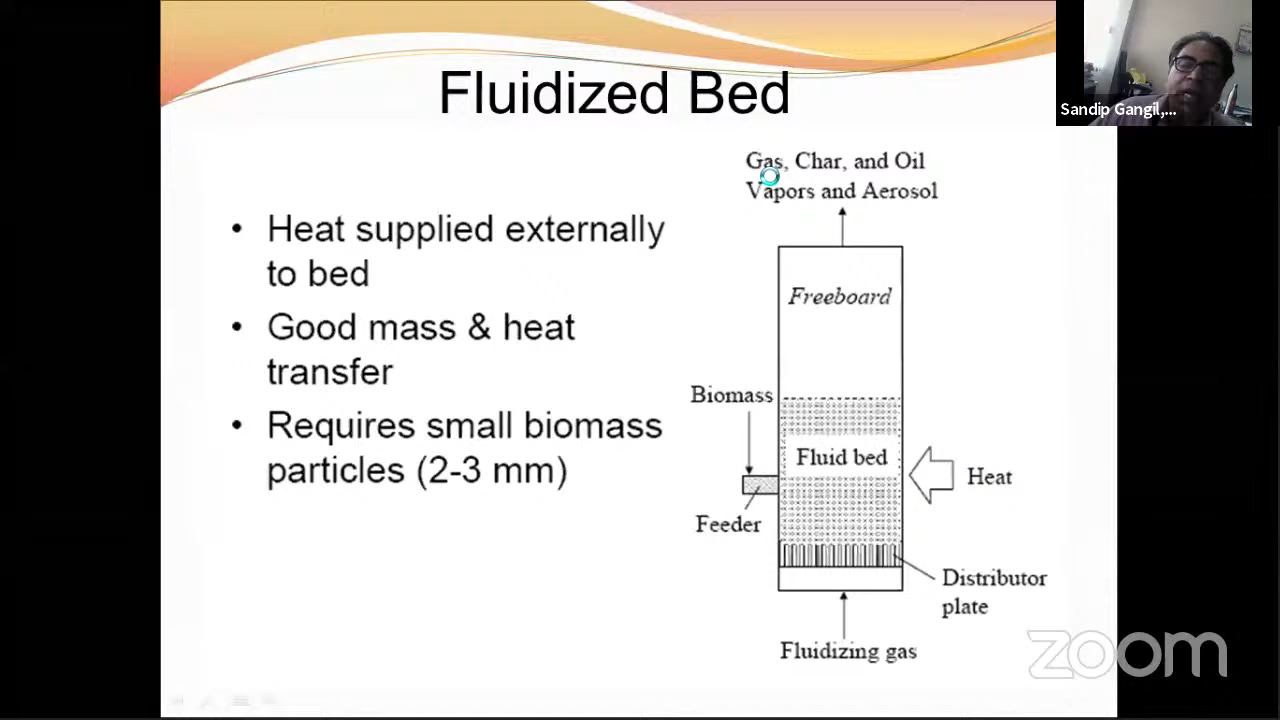 Fluidized Bed
Sandip Gangil,...
Gas, Char, and Oil
Vapors and Aerosol
• Heat supplied externally
to bed
• Good mass & heat
transfer
• Requires small biomass
particles (2-3 mm)
Freeboard
Biomass
Fluid bed
Heat
Feeder
Distributor
plate
Fluidizing gas
zoom